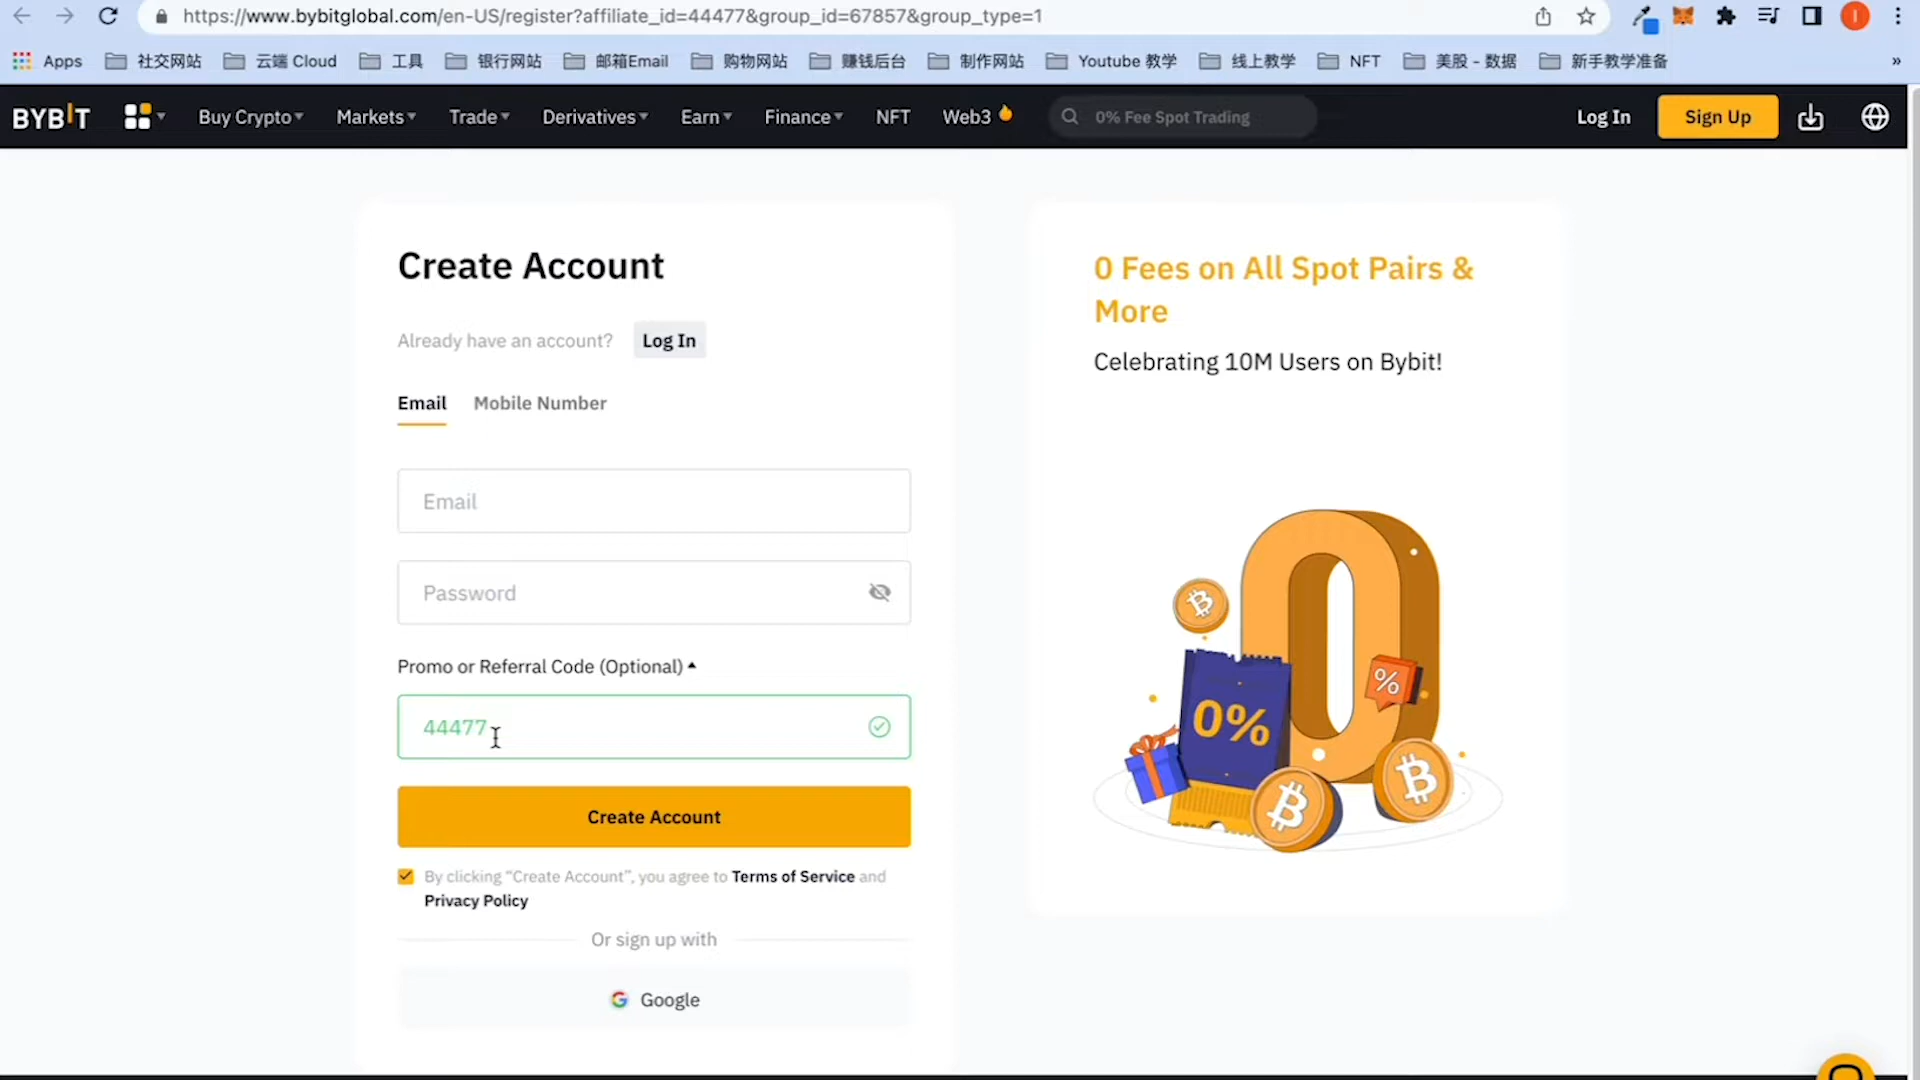 https://www.bybitglobal.com/en-US/register?affiliate_id=44477&group_id=67857&group_type=1
Apps 社交网站 云端 Cloud 工具 银行网站 邮箱Email 购物网站 赚钱后台 制作网站 Youtube 教学 线上教学 NFT 美股 - 数据 新手教学准备 »
BYBIT Buy Crypto Markets Trade Derivatives Earn Finance NFT Web3 0% Fee Spot Trading Log In Sign Up
Create Account
Already have an account? Log In
Email Mobile Number
Email
Password
Promo or Referral Code (Optional)
44477
Create Account
By clicking “Create Account”, you agree to Terms of Service and
Privacy Policy
Or sign up with
Google
0 Fees on All Spot Pairs &
More
Celebrating 10M Users on Bybit!
0
%
0%